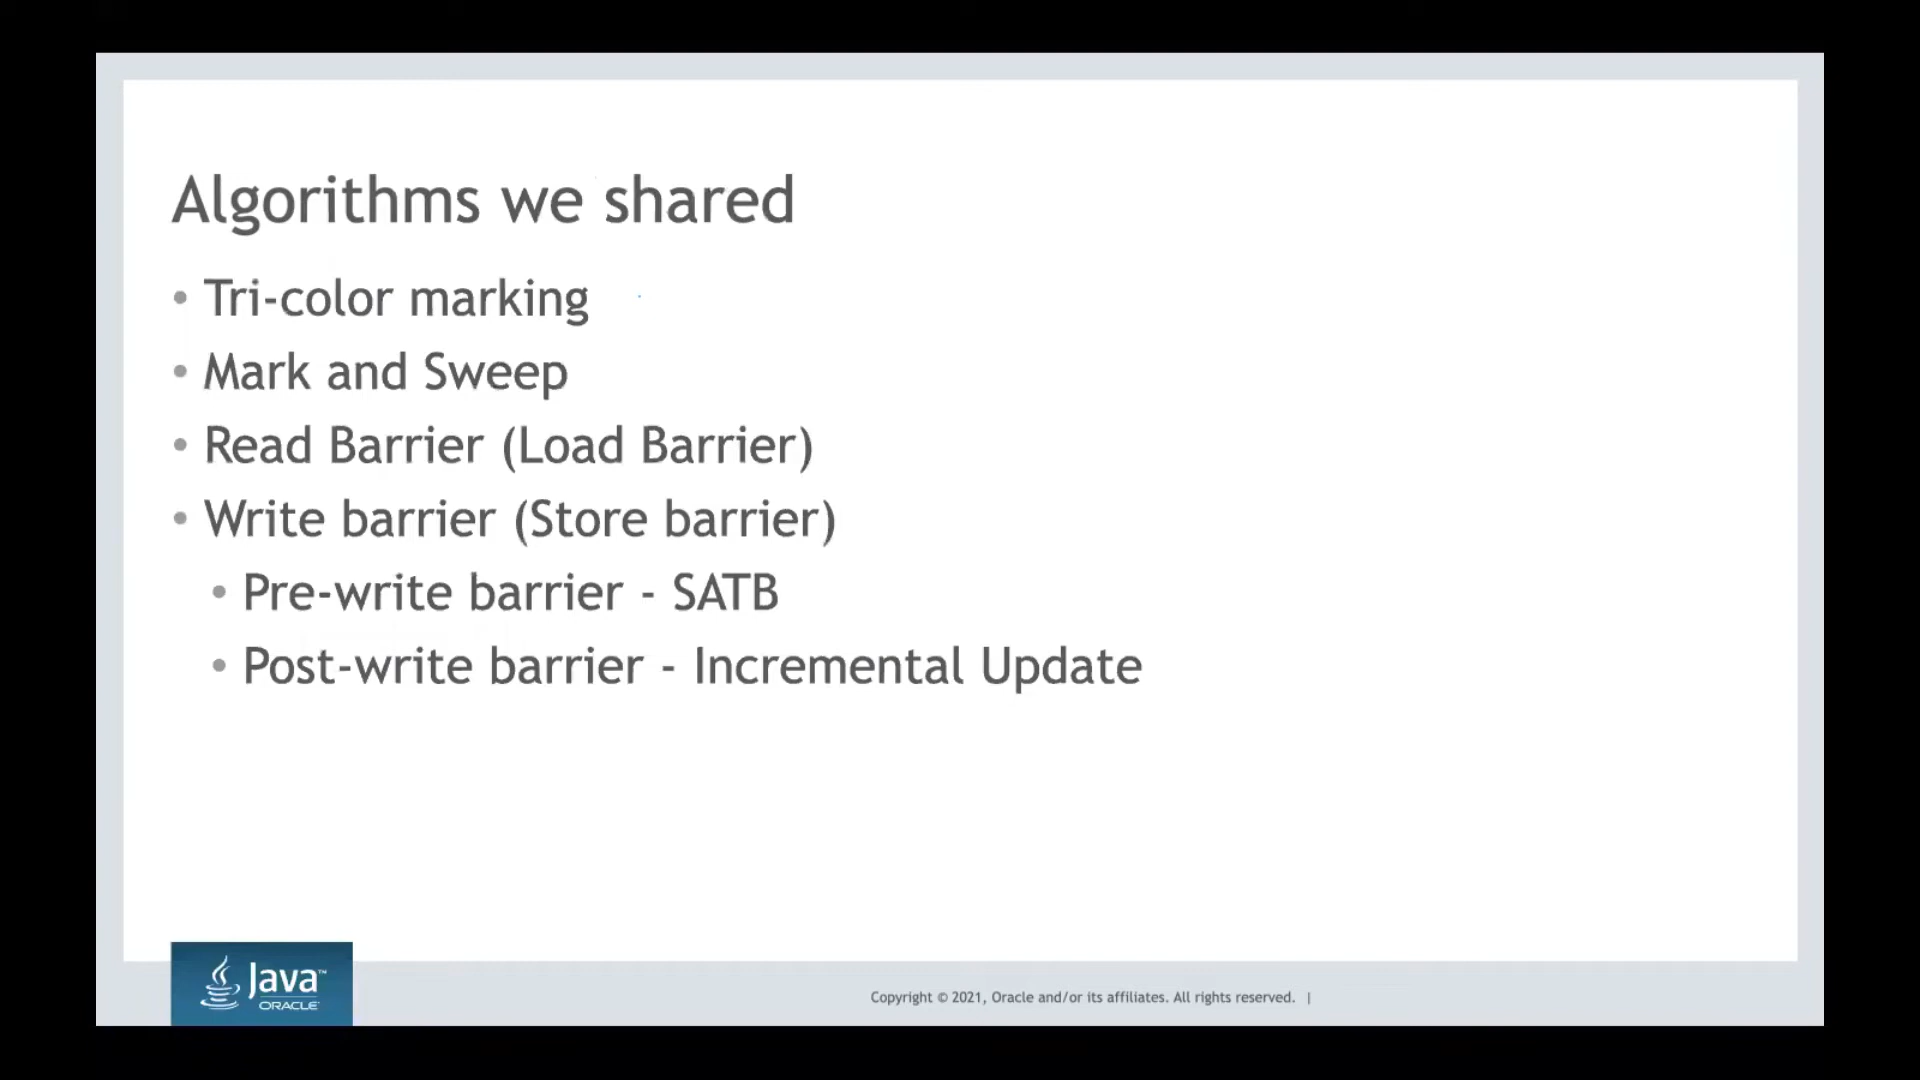 Algorithms we shared
• Tri-color marking
• Mark and Sweep
• Read Barrier (Load Barrier)
• Write barrier (Store barrier)
• Pre-write barrier - SATB
• Post-write barrier - Incremental Update
Java™
ORACLE
Copyright © 2021, Oracle and/or its affiliates. All rights reserved. |